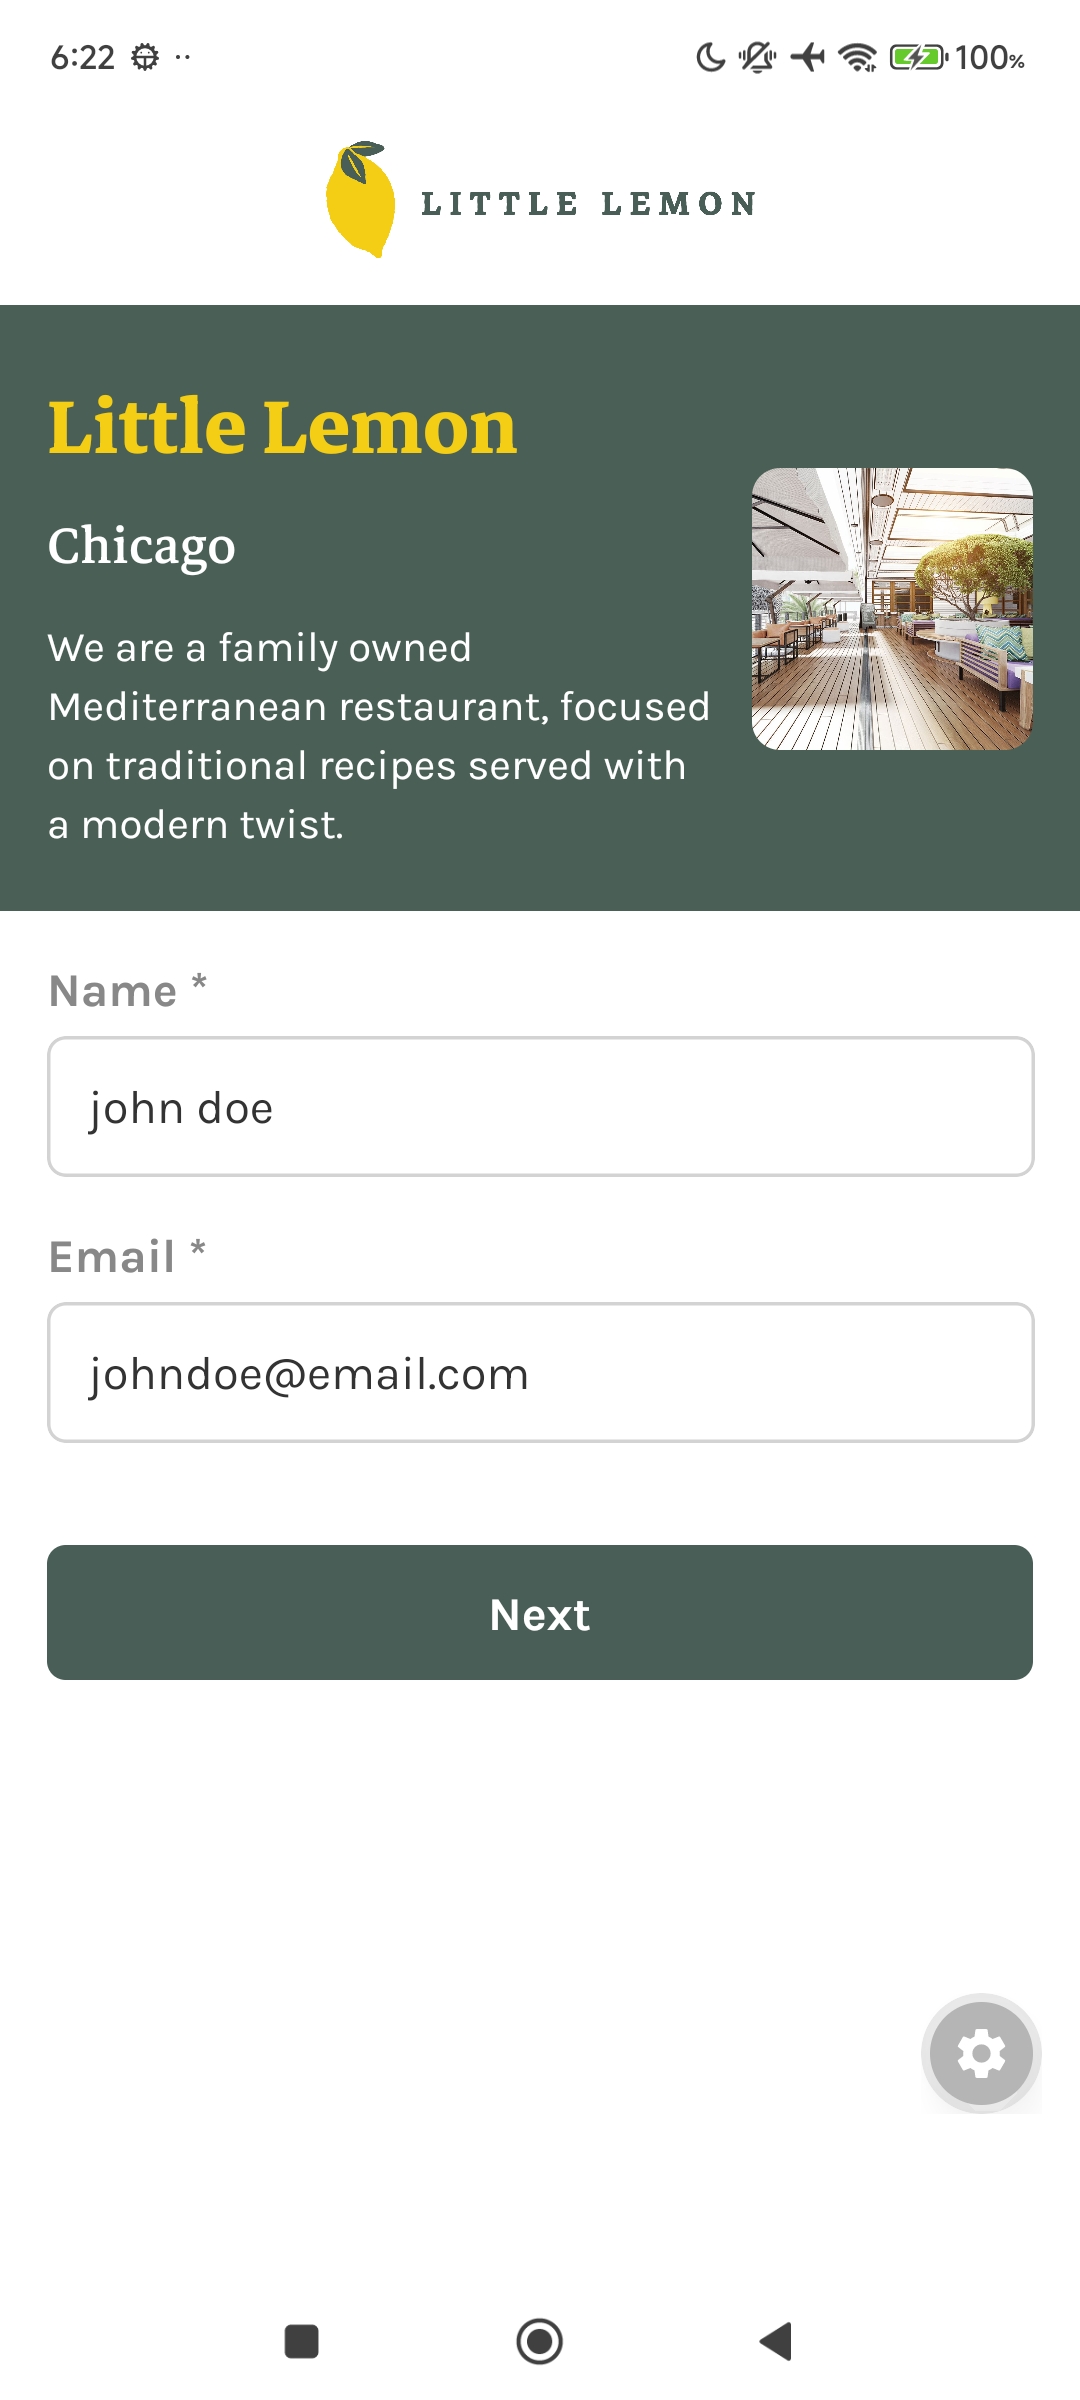 6:22
100%
LITTLE LEMON
Little Lemon
Chicago
We are a family owned
Mediterranean restaurant, focused
on traditional recipes served with
a modern twist.
Name *
john doe
Email *
johndoe@email.com
Next